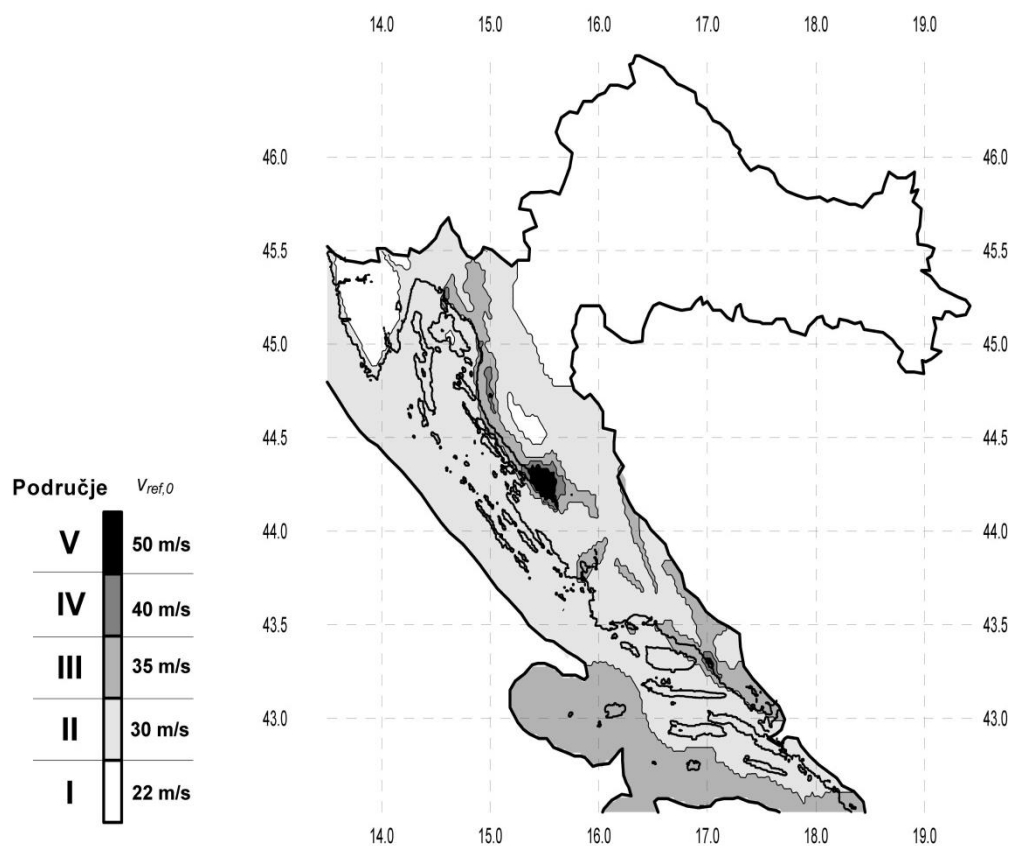 14.0 15.0 16.0 17.0 18.0 19.0
46.0 46.0
45.5 45.5
45.0 45.0
44.5 44.5
Područje Vref,0
V 50 m/s
44.0 44.0
IV 40 m/s
43.5 43.5
III 35 m/s
43.0 43.0
II 30 m/s
I 22 m/s
14.0 15.0 16.0 17.0 18.0 19.0